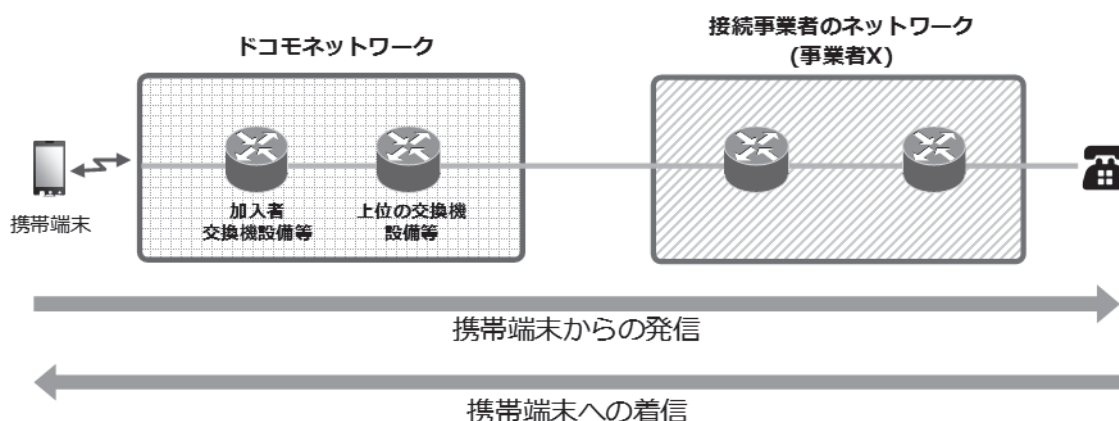 ドコモネットワーク
接続事業者のネットワーク
(事業者X)
携帯端末
加入者
交換機設備等
上位の交換機
設備等
携帯端末からの発信
携帯端末への着信